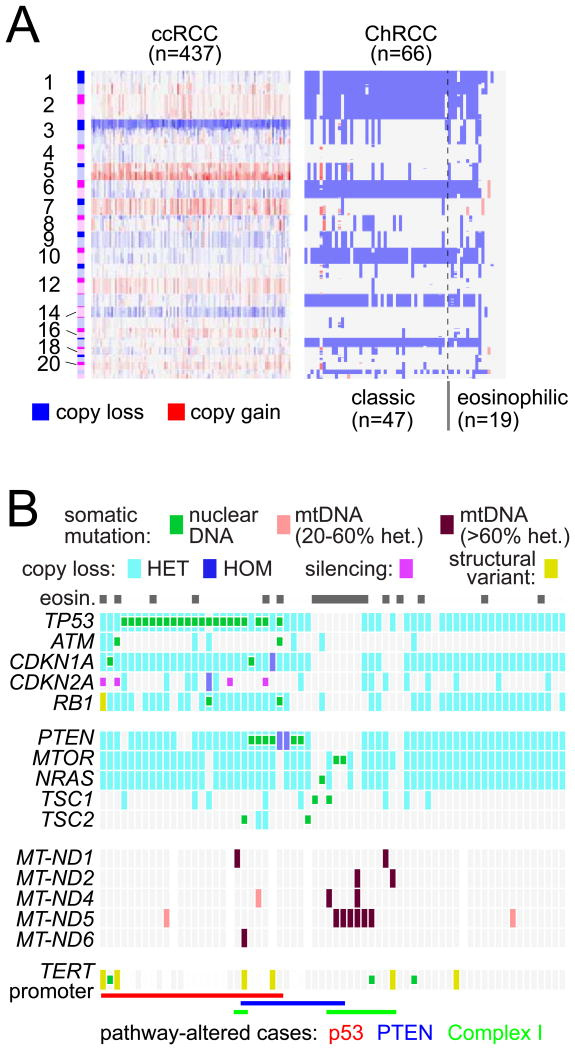 A
ccRCC
(n=437)
ChRCC
(n=66)
1
2
3
4
5
6
7
8
9
10
12
14
16
18
20
copy loss
copy gain
classic
(n=47)
eosinophilic
(n=19)
B
somatic
mutation:
nuclear
DNA
mtDNA
(20-60% het.)
mtDNA
(>60% het.)
copy loss:
HET
HOM
silencing:
structural
variant:
eosin.
TP53
ATM
CDKN1A
CDKN2A
RB1
PTEN
MTOR
NRAS
TSC1
TSC2
MT-ND1
MT-ND2
MT-ND4
MT-ND5
MT-ND6
TERT
promoter
pathway-altered cases: p53 PTEN Complex I